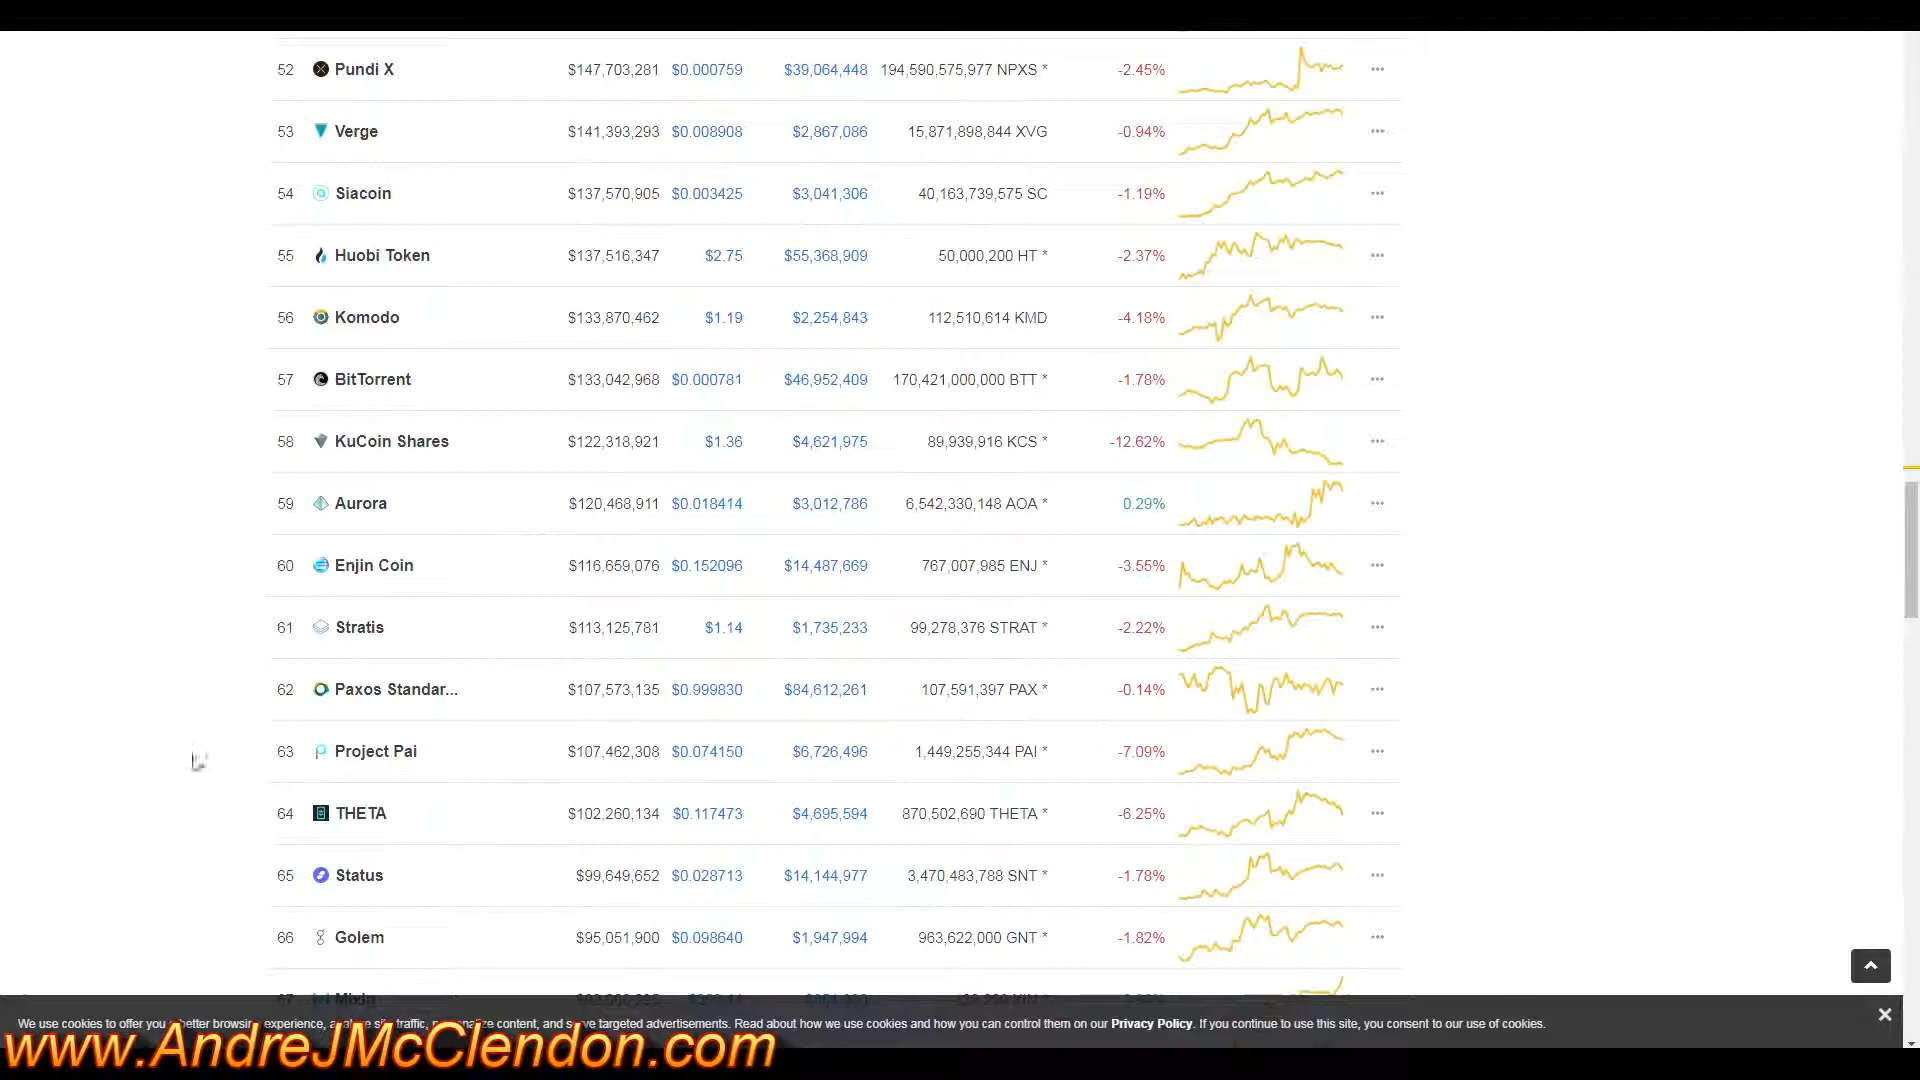 52 Pundi X $147,703,281 $0.000759 $39,064,448 194,590,575,977 NPXS * -2.45%
53 Verge $141,393,293 $0.008908 $2,867,086 15,871,898,844 XVG -0.94%
54 Siacoin $137,570,905 $0.003425 $3,041,306 40,163,739,575 SC -1.19%
55 Huobi Token $137,516,347 $2.75 $55,368,909 50,000,200 HT * -2.37%
56 Komodo $133,870,462 $1.19 $2,254,843 112,510,614 KMD -4.18%
57 BitTorrent $133,042,968 $0.000781 $46,952,409 170,421,000,000 BTT * -1.78%
58 KuCoin Shares $122,318,921 $1.36 $4,621,975 89,939,916 KCS * -12.62%
59 Aurora $120,468,911 $0.018414 $3,012,786 6,542,330,148 AOA * 0.29%
60 Enjin Coin $116,659,076 $0.152096 $14,487,669 767,007,985 ENJ * -3.55%
61 Stratis $113,125,781 $1.14 $1,735,233 99,278,376 STRAT * -2.22%
62 Paxos Standar... $107,573,135 $0.999830 $84,612,261 107,591,397 PAX * -0.14%
63 Project Pai $107,462,308 $0.074150 $6,726,496 1,449,255,344 PAI * -7.09%
64 THETA $102,260,134 $0.117473 $4,695,594 870,502,690 THETA * -6.25%
65 Status $99,649,652 $0.028713 $14,144,977 3,470,483,788 SNT * -1.78%
66 Golem $95,051,900 $0.098640 $1,947,994 963,622,000 GNT * -1.82%
67 Mixin
We use cookies to offer you a better browsing experience, analyze site traffic, personalize content, and serve targeted advertisements. Read about how we use cookies and how you can control them on our Privacy Policy. If you continue to use this site, you consent to our use of cookies.
www.AndreJMcClendon.com